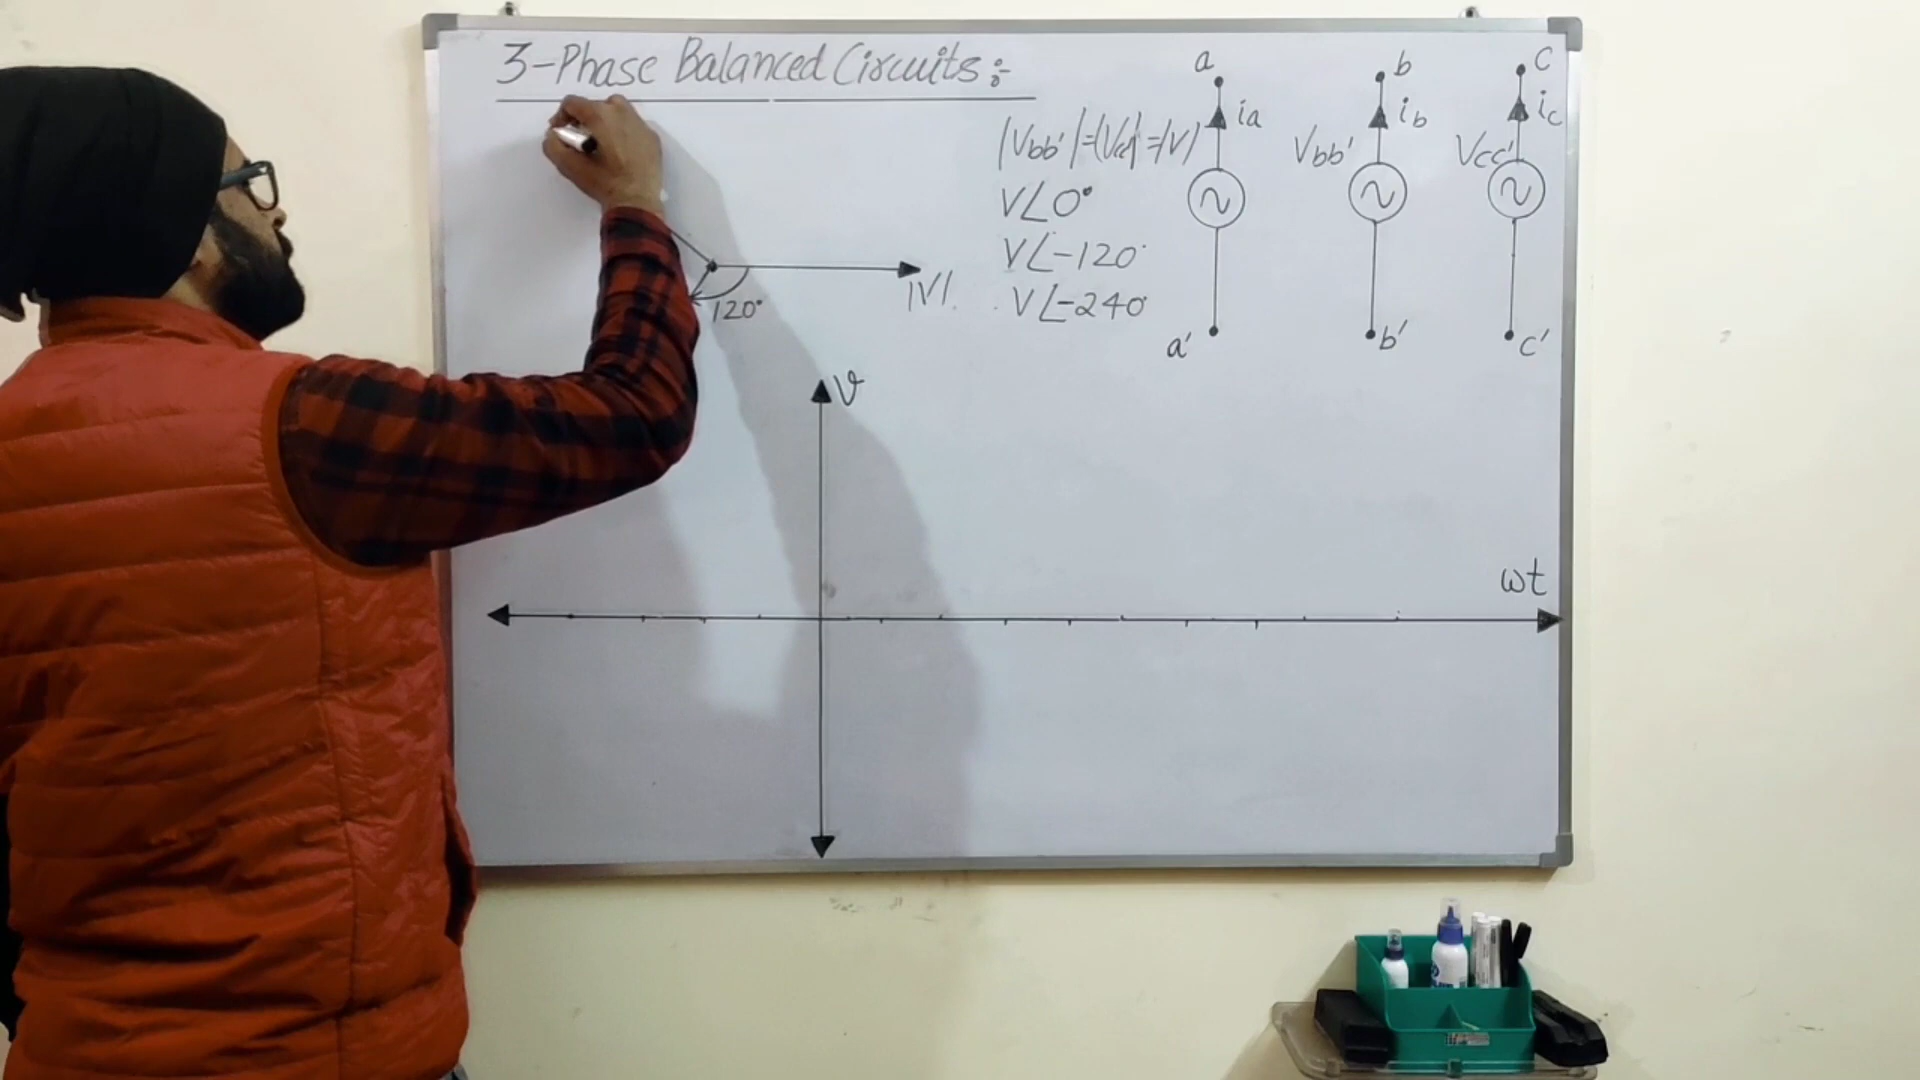 3-Phase Balanced Circuits:-
a
b
c
ia
ib
ic
|Vbb'|=|Vcc'|=|V|
Vbb'
Vcc'
V∠0°
V∠-120°
V∠-240°
|V|
120°
a'
b'
c'
v
ωt